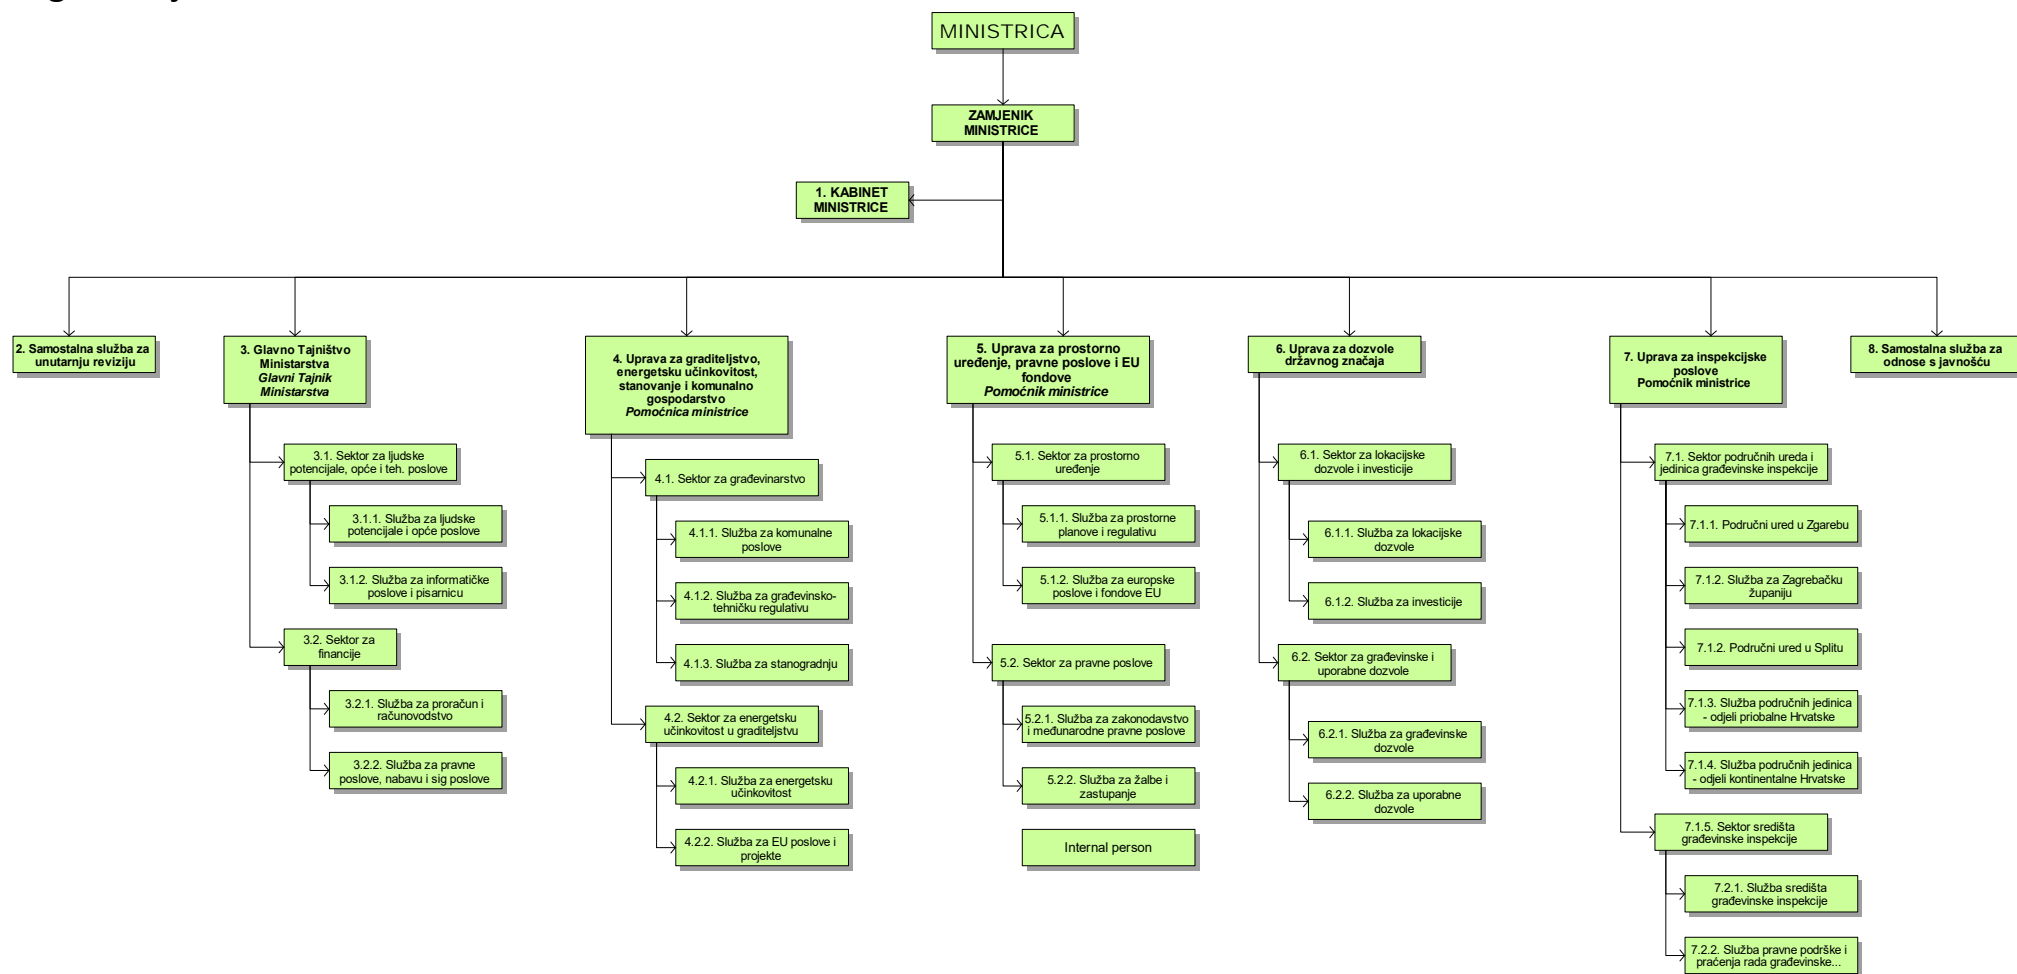 MINISTRICA
ZAMJENIK
MINISTRICE
1. KABINET
MINISTRICE
2. Samostalna služba za
unutarnju reviziju
3. Glavno Tajništvo
Ministarstva
Glavni Tajnik
Ministarstva
3.1. Sektor za ljudske
potencijale, opće i teh. poslove
3.1.1. Služba za ljudske
potencijale i opće poslove
3.1.2. Služba za informatičke
poslove i pisarnicu
3.2. Sektor za
financije
3.2.1. Služba za proračun i
računovodstvo
3.2.2. Služba za pravne
poslove, nabavu i sig poslove
4. Uprava za graditeljstvo,
energetsku učinkovitost,
stanovanje i komunalno
gospodarstvo
Pomoćnica ministrice
4.1. Sektor za građevinarstvo
4.1.1. Služba za komunalne
poslove
4.1.2. Služba za građevinsko-
tehničku regulativu
4.1.3. Služba za stanogradnju
4.2. Sektor za energetsku
učinkovitost u graditeljstvu
4.2.1. Služba za energetsku
učinkovitost
4.2.2. Služba za EU poslove i
projekte
5. Uprava za prostorno
uređenje, pravne poslove i EU
fondove
Pomoćnik ministrice
5.1. Sektor za prostorno
uređenje
5.1.1. Služba za prostorne
planove i regulativu
5.1.2. Služba za europske
poslove i fondove EU
5.2. Sektor za pravne poslove
5.2.1. Služba za zakonodavstvo
i međunarodne pravne poslove
5.2.2. Služba za žalbe i
zastupanje
Internal person
6. Uprava za dozvole
državnog značaja
6.1. Sektor za lokacijske
dozvole i investicije
6.1.1. Služba za lokacijske
dozvole
6.1.2. Služba za investicije
6.2. Sektor za građevinske i
uporabne dozvole
6.2.1. Služba za građevinske
dozvole
6.2.2. Služba za uporabne
dozvole
7. Uprava za inspekcijske
poslove
Pomoćnik ministrice
7.1. Sektor područnih ureda i
jedinica građevinske inspekcije
7.1.1. Područni ured u Zgarebu
7.1.2. Služba za Zagrebačku
županiju
7.1.2. Područni ured u Splitu
7.1.3. Služba područnih jedinica
- odjeli priobalne Hrvatske
7.1.4. Služba područnih jedinica
- odjeli kontinentalne Hrvatske
7.1.5. Sektor središta
građevinske inspekcije
7.2.1. Služba središta
građevinske inspekcije
7.2.2. Služba pravne podrške i
praćenja rada građevinske...
8. Samostalna služba za
odnose s javnošću